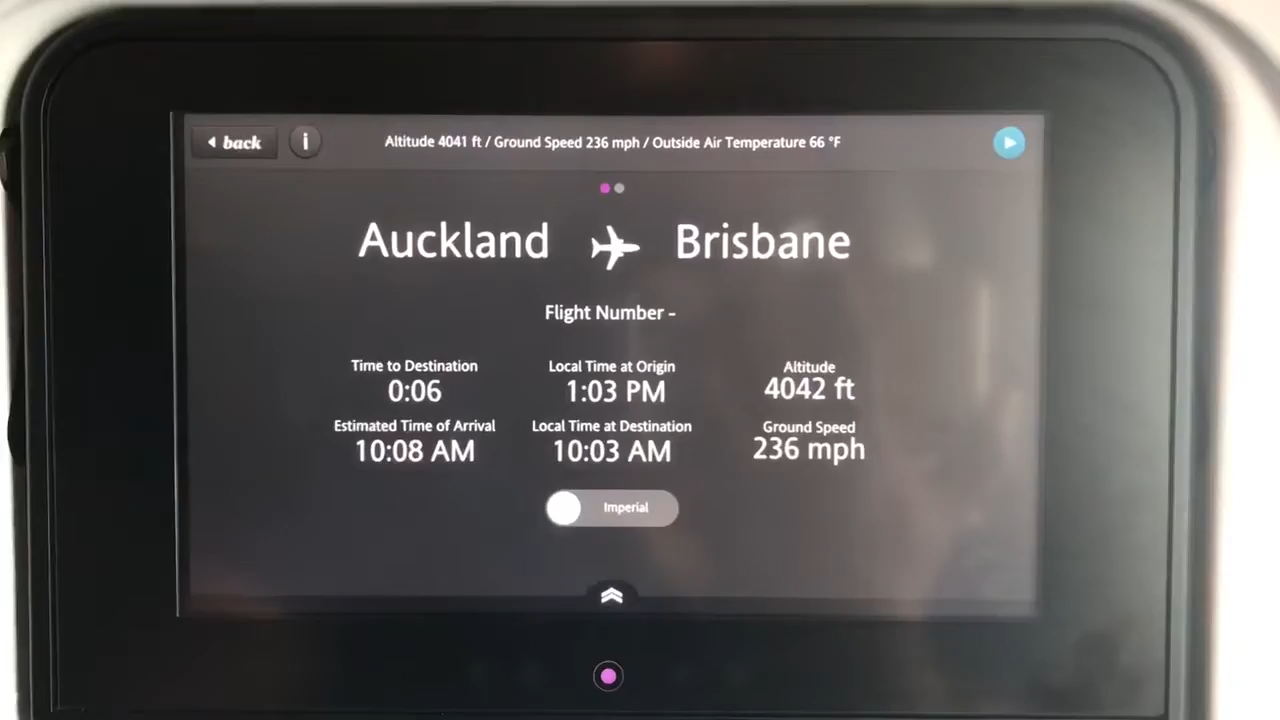 back
i
Altitude 4041 ft / Ground Speed 236 mph / Outside Air Temperature 66 °F
Auckland Brisbane
Flight Number -
Time to Destination Local Time at Origin Altitude
0:06 1:03 PM 4042 ft
Estimated Time of Arrival Local Time at Destination Ground Speed
10:08 AM 10:03 AM 236 mph
Imperial